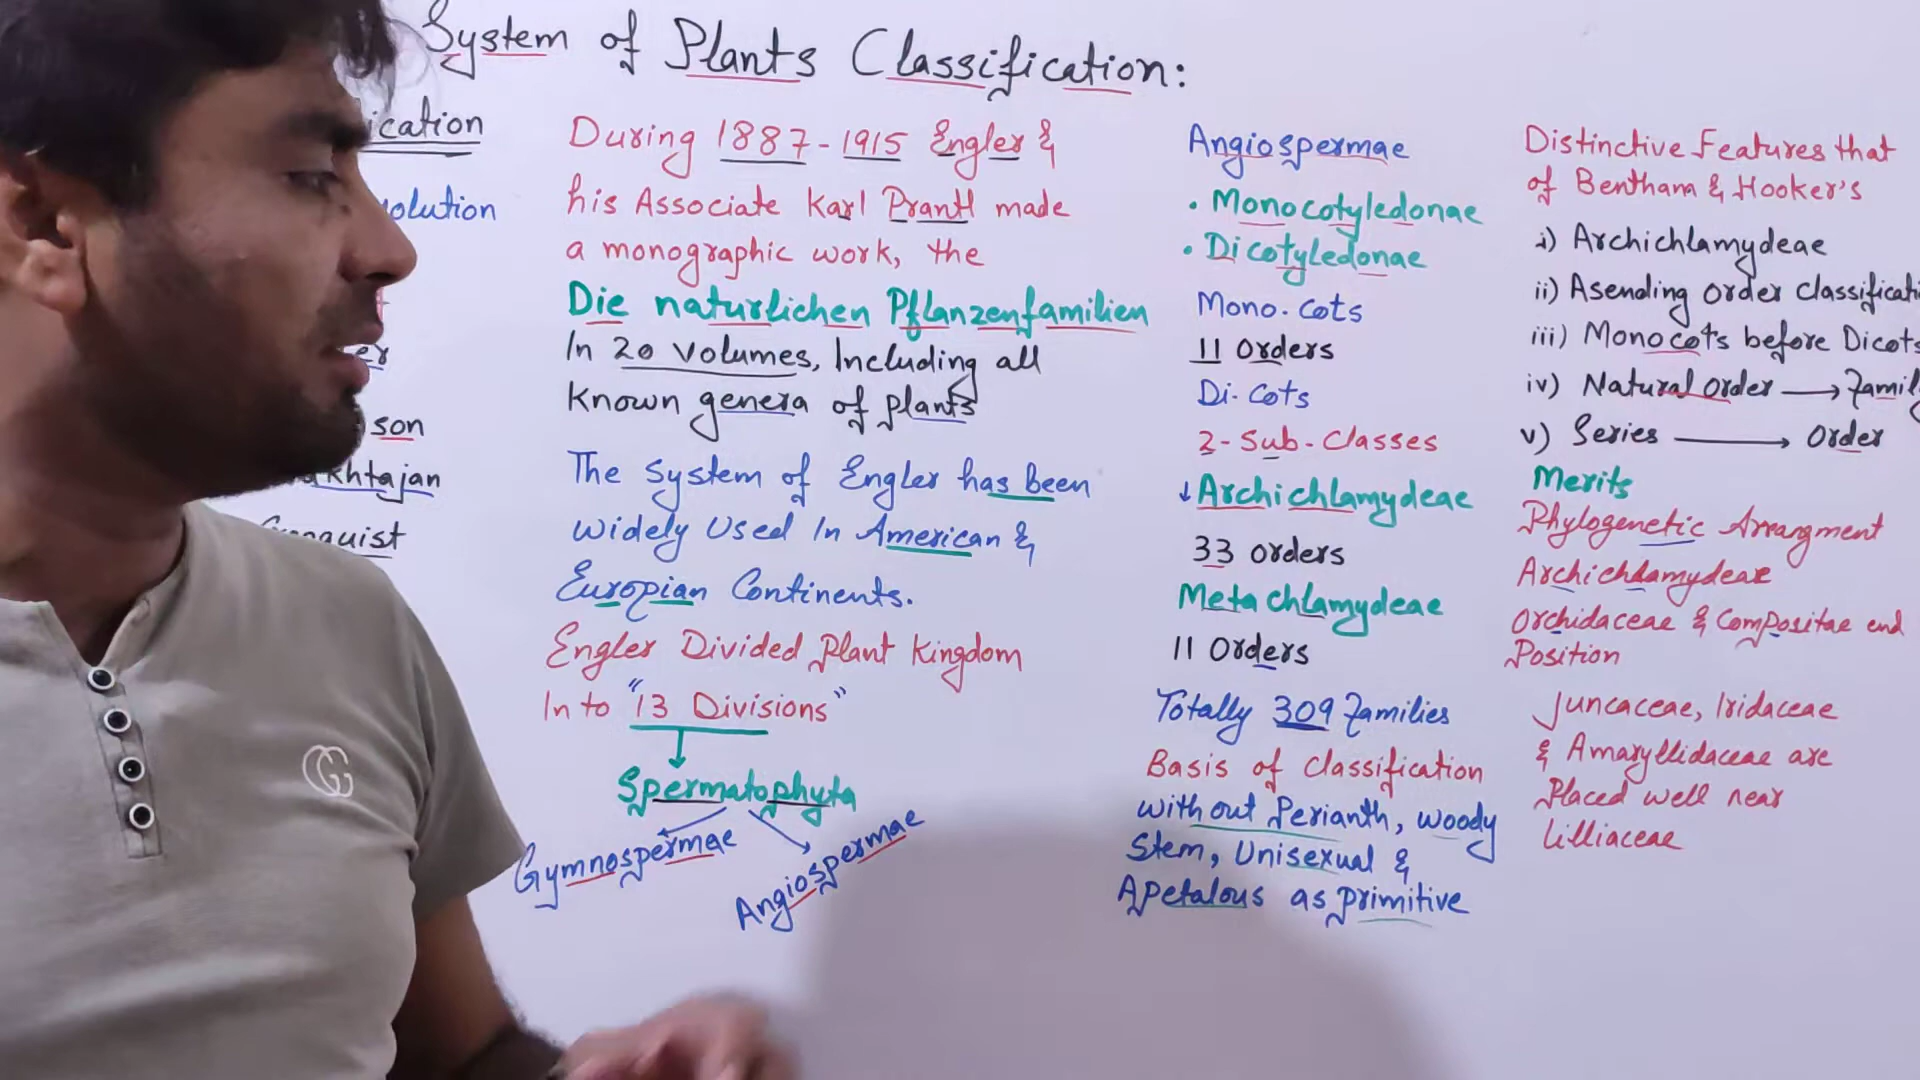 System of Plants Classification:
ication
olution
er
son
khtajan
quist
During 1887-1915 Engler &
his Associate Karl Prantl made
a monographic work, the
Die naturlichen Pflanzenfamilien
In 20 volumes, Including all
Known genera of plants
The System of Engler has been
widely Used In American &
Europian Continents.
Engler Divided Plant Kingdom
In to "13 Divisions"
Spermatophyta
Gymnospermae
Angiospermae
Angiospermae
• Monocotyledonae
• Dicotyledonae
Mono-cots
11 Orders
Di-cots
2-Sub-Classes
↓ Archichlamydeae
33 orders
Metachlamydeae
11 Orders
Totally 309 Families
Basis of classification
with out Perianth, woody
Stem, Unisexual &
Apetalous as primitive
Distinctive Features that
of Bentham & Hooker's
i) Archichlamydeae
ii) Asending order classificati
iii) Monocots before Dicots
iv) Natural order → Family
v) Series → Order
Merits
Phylogenetic Arrangment
Archichlamydeae
Orchidaceae & Compositae end
Position
Juncaceae, Iridaceae
& Amaryllidaceae are
Placed well near
Lilliaceae